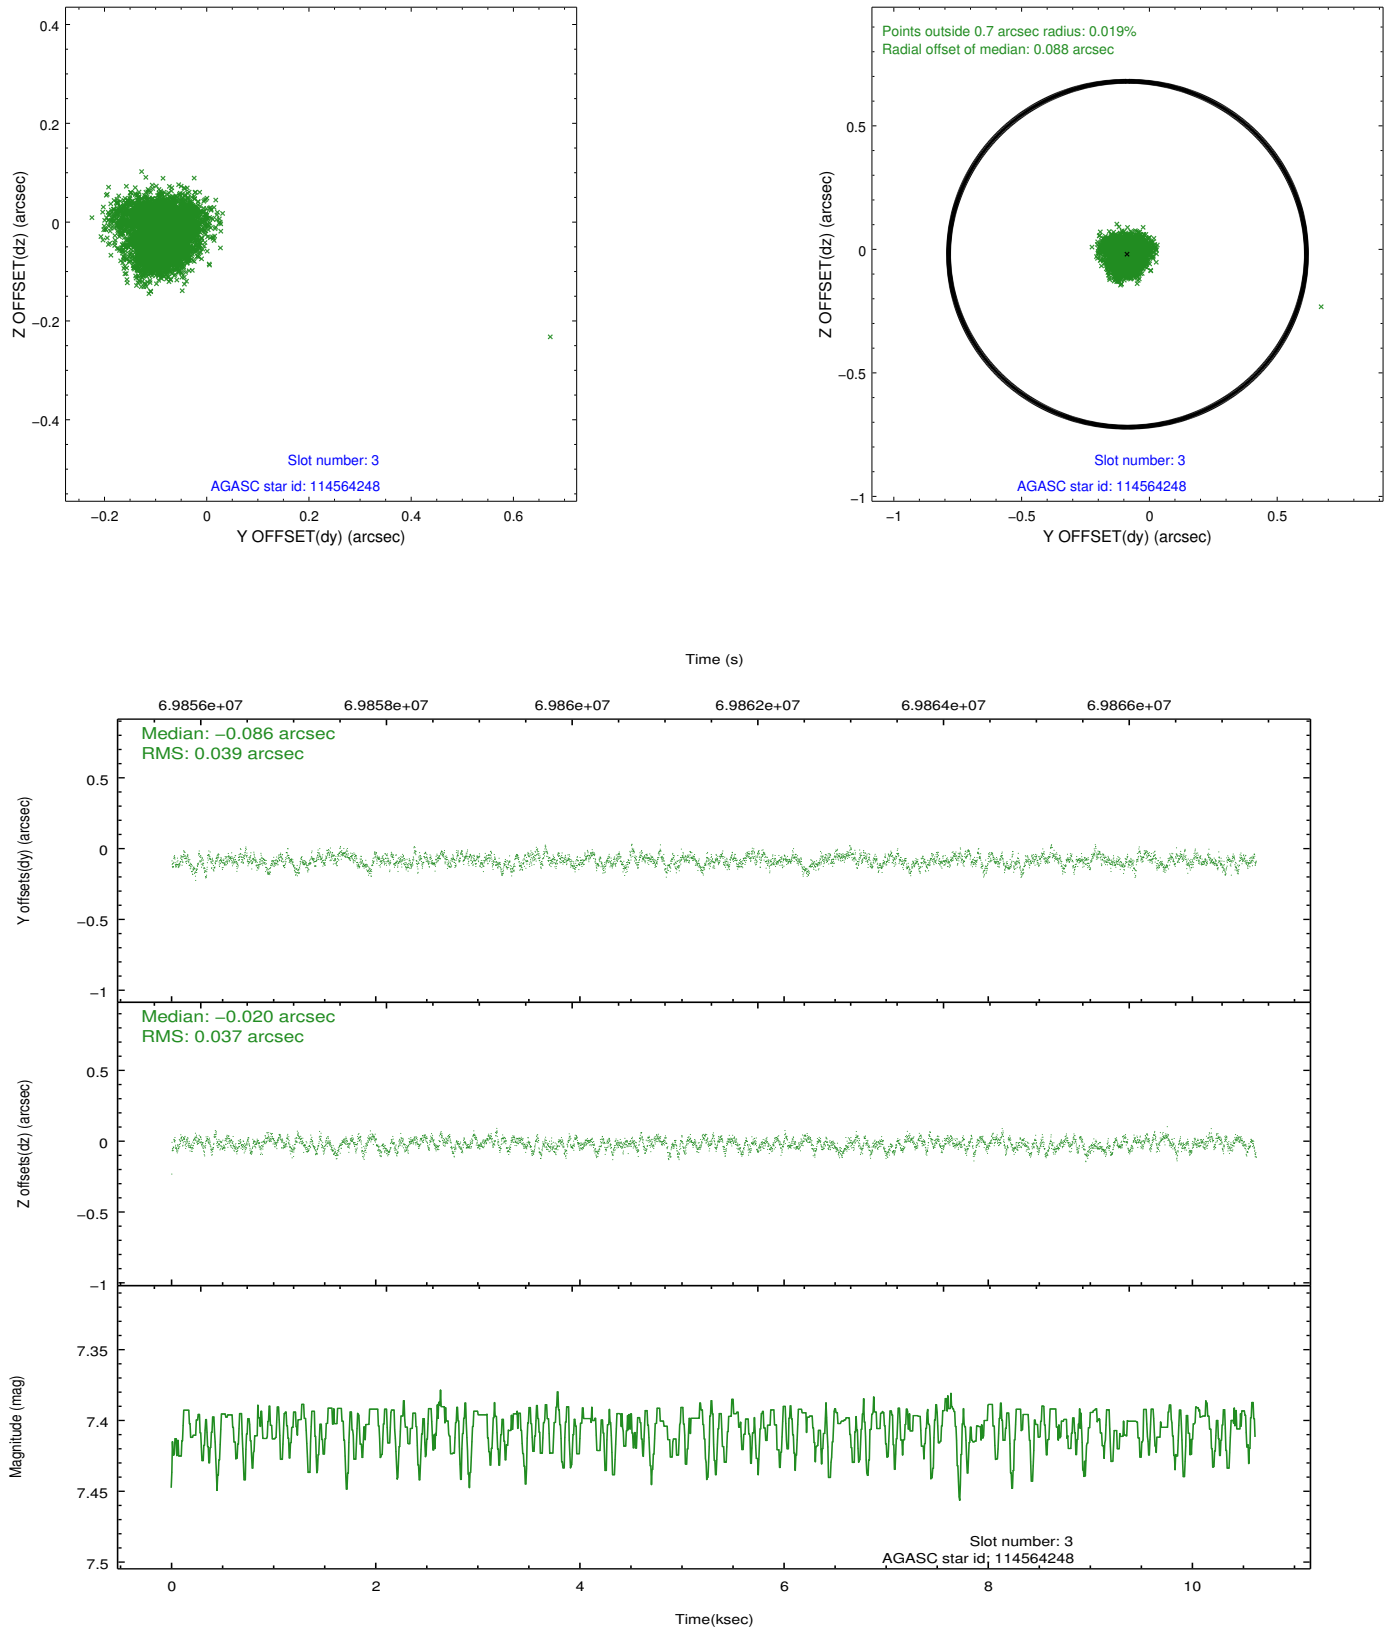 0.4
0.2
0
−0.2
−0.4
Z OFFSET(dz) (arcsec)
Slot number: 3
AGASC star id: 114564248
−0.2 0 0.2 0.4 0.6
Y OFFSET(dy) (arcsec)
Points outside 0.7 arcsec radius: 0.019%
Radial offset of median: 0.088 arcsec
0.5
0
−0.5
−1
Z OFFSET(dz) (arcsec)
Slot number: 3
AGASC star id: 114564248
−1 −0.5 0 0.5
Y OFFSET(dy) (arcsec)
Time (s)
6.9856e+07 6.9858e+07 6.986e+07 6.9862e+07 6.9864e+07 6.9866e+07
Median: −0.086 arcsec
RMS: 0.039 arcsec
0.5
0
−0.5
−1
Y offsets(dy) (arcsec)
Median: −0.020 arcsec
RMS: 0.037 arcsec
0.5
0
−0.5
−1
Z offsets(dz) (arcsec)
7.35
7.4
7.45
7.5
Magnitude (mag)
Slot number: 3
AGASC star id: 114564248
0 2 4 6 8 10
Time(ksec)